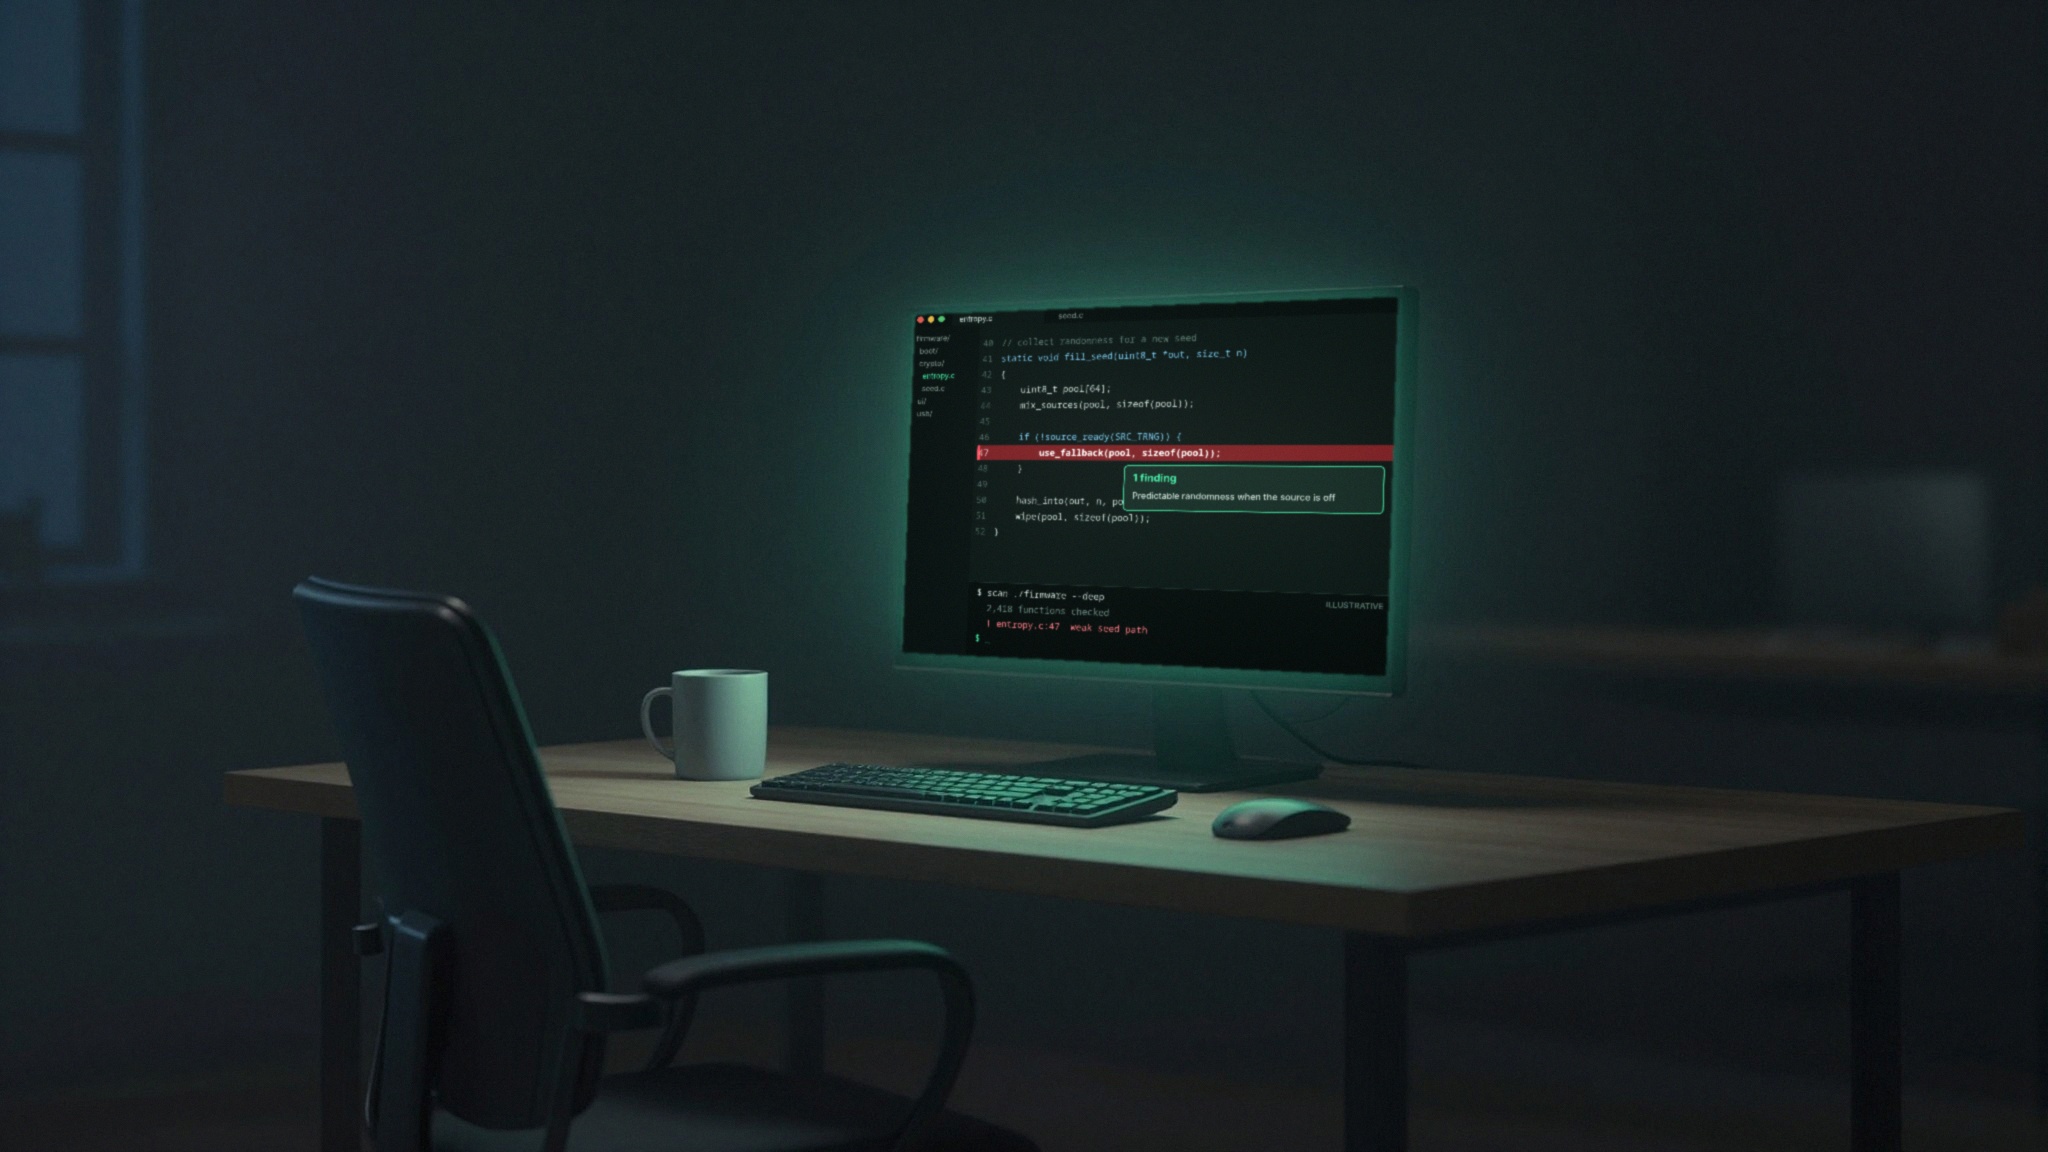 entropy.c
seed.c
firmware/
boot/
crypto/
entropy.c
seed.c
ui/
usb/
40 // collect randomness for a new seed
41 static void fill_seed(uint8_t *out, size_t n)
42 {
43 uint8_t pool[64];
44 mix_sources(pool, sizeof(pool));
45
46 if (!source_ready(SRC_TRNG)) {
47 use_fallback(pool, sizeof(pool));
48 }
1 finding
Predictable randomness when the source is off
49
50 hash_into(out, n, po
51 wipe(pool, sizeof(pool));
52 }
$ scan ./firmware --deep
2,418 functions checked
! entropy.c:47 weak seed path
$ _
ILLUSTRATIVE